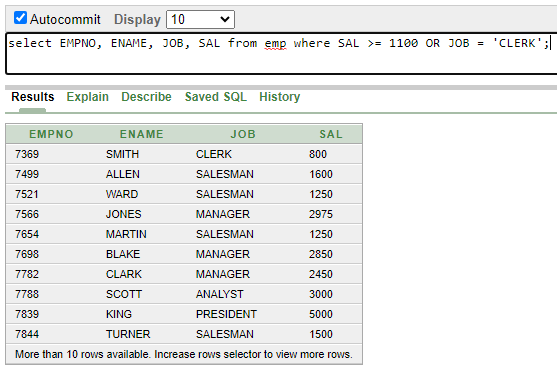 Autocommit Display 10
select EMPNO, ENAME, JOB, SAL from emp where SAL >= 1100 OR JOB = 'CLERK';
Results Explain Describe Saved SQL History
EMPNO ENAME JOB SAL
7369 SMITH CLERK 800
7499 ALLEN SALESMAN 1600
7521 WARD SALESMAN 1250
7566 JONES MANAGER 2975
7654 MARTIN SALESMAN 1250
7698 BLAKE MANAGER 2850
7782 CLARK MANAGER 2450
7788 SCOTT ANALYST 3000
7839 KING PRESIDENT 5000
7844 TURNER SALESMAN 1500
More than 10 rows available. Increase rows selector to view more rows.